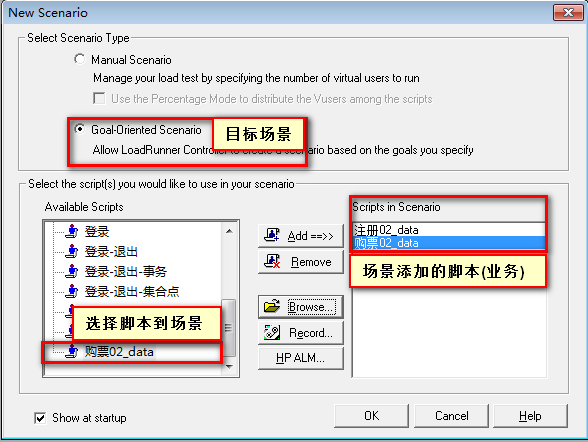 New Scenario
Select Scenario Type
Manual Scenario
Manage your load test by specifying the number of virtual users to run
Use the Percentage Mode to distribute the Vusers among the scripts
Goal-Oriented Scenario
目标场景
Allow LoadRunner Controller to create a scenario based on the goals you specify
Select the script(s) you would like to use in your scenario
Available Scripts
登录
登录-退出
登录-退出-事务
登录-退出-集合点
选择脚本到场景
购票02_data
Add ==>>
Remove
Browse...
Record...
HP ALM...
Scripts in Scenario
注册02_data
购票02_data
场景添加的脚本(业务)
Show at startup
OK
Cancel
Help